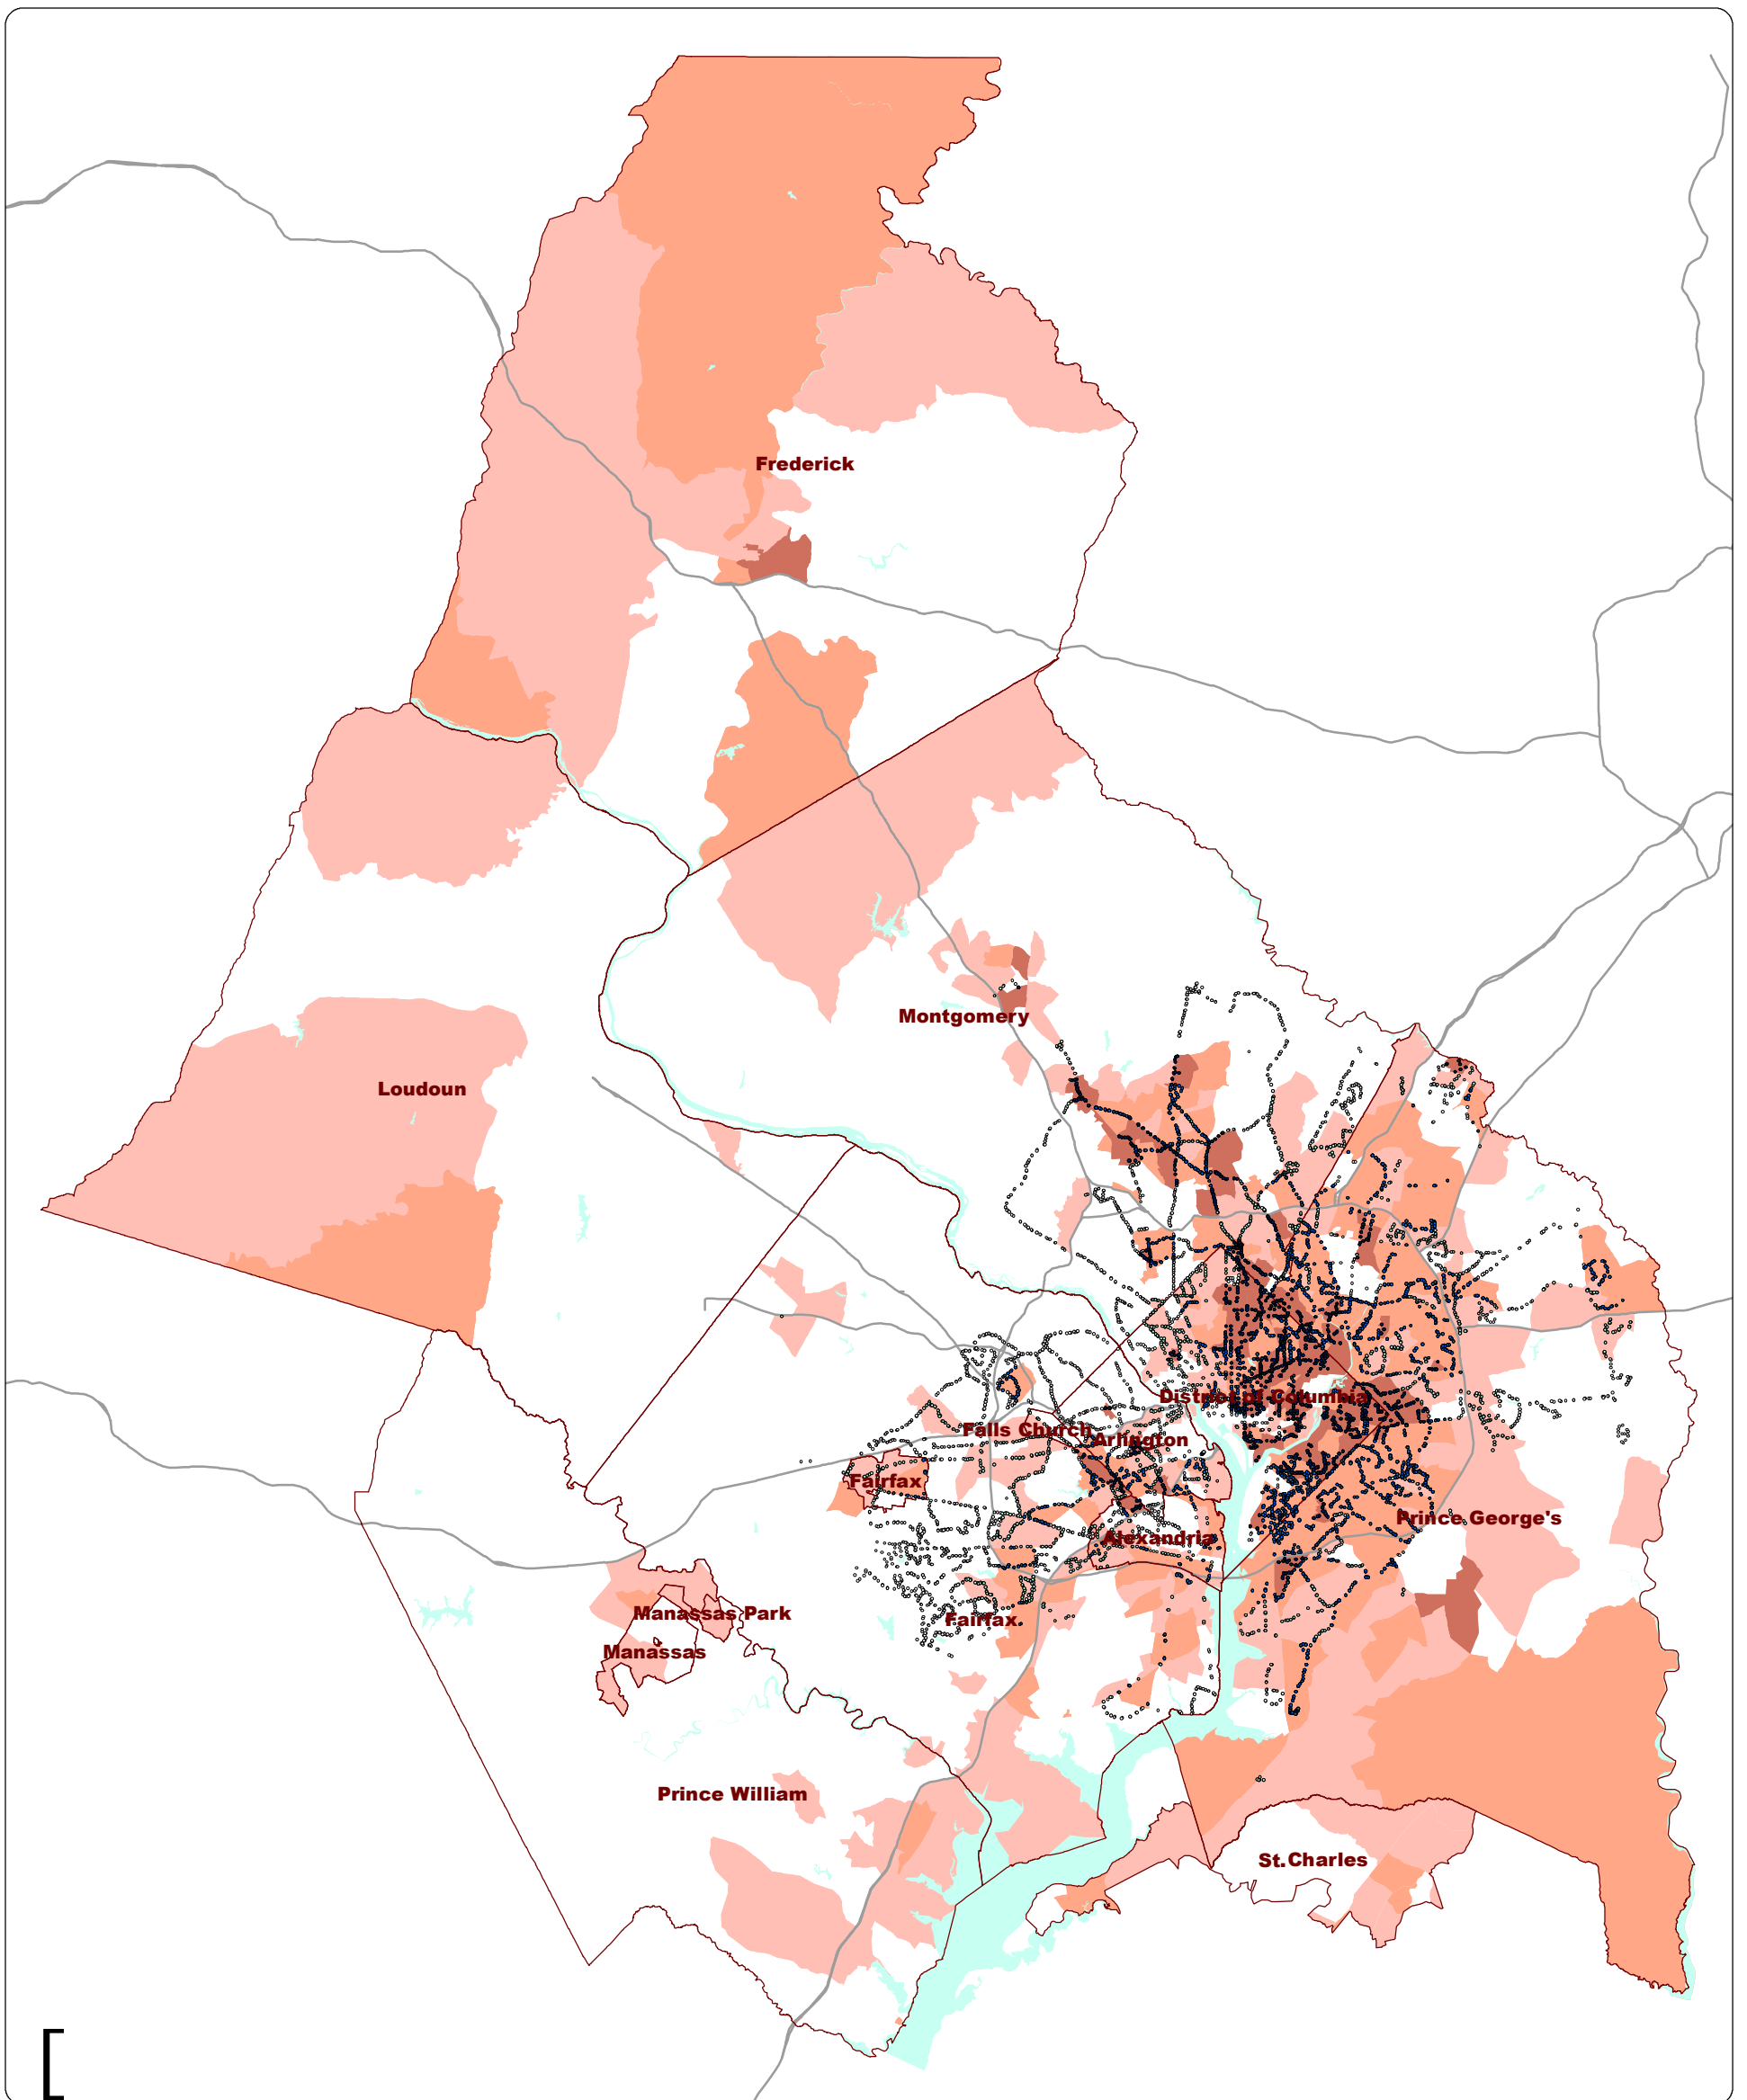 Frederick
Montgomery
Loudoun
District of Columbia
Falls Church
Arlington
Fairfax
Prince George's
Alexandria
Manassas Park
Fairfax
Manassas
Prince William
St.Charles
[